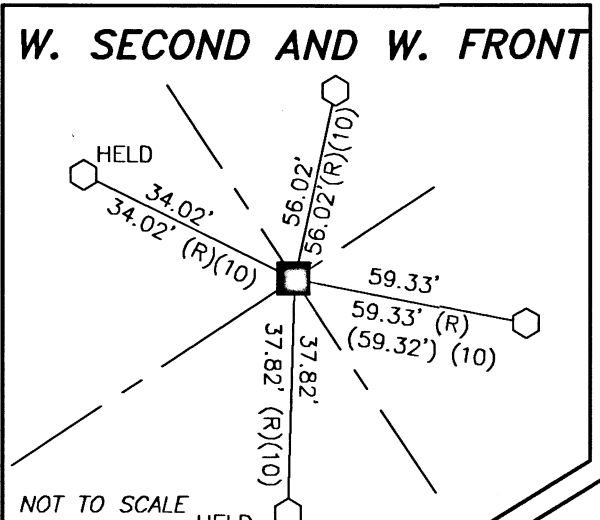 W. SECOND AND W. FRONT
HELD
34.02'
34.02' (R)(10)
56.02'
56.02'(R)(10)
59.33'
59.33' (R)
(59.32') (10)
37.82'
37.82' (R)(10)
NOT TO SCALE
HELD